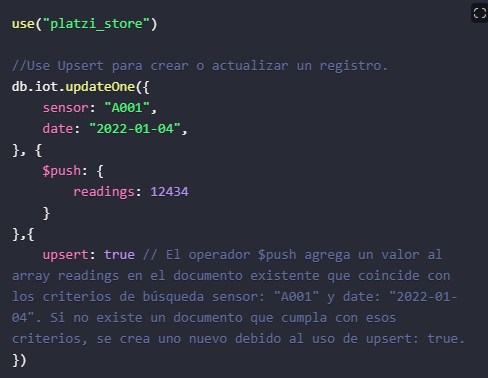 use("platzi_store")
//Use Upsert para crear o actualizar un registro.
db.iot.updateOne({
    sensor: "A001",
    date: "2022-01-04",
}, {
    $push: {
        readings: 12434
    }
},{
    upsert: true // El operador $push agrega un valor al
array readings en el documento existente que coincide con
los criterios de búsqueda sensor: "A001" y date: "2022-01-
04". Si no existe un documento que cumpla con esos
criterios, se crea uno nuevo debido al uso de upsert: true.
})